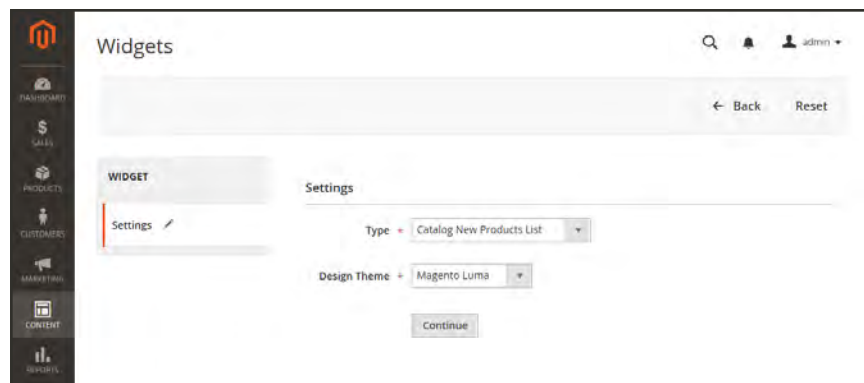 Widgets
admin
DASHBOARD
← Back
Reset
$
SALES
PRODUCTS
WIDGET
Settings
Settings
Type *
Catalog New Products List
CUSTOMERS
MARKETING
Design Theme *
Magento Luma
CONTENT
Continue
REPORTS